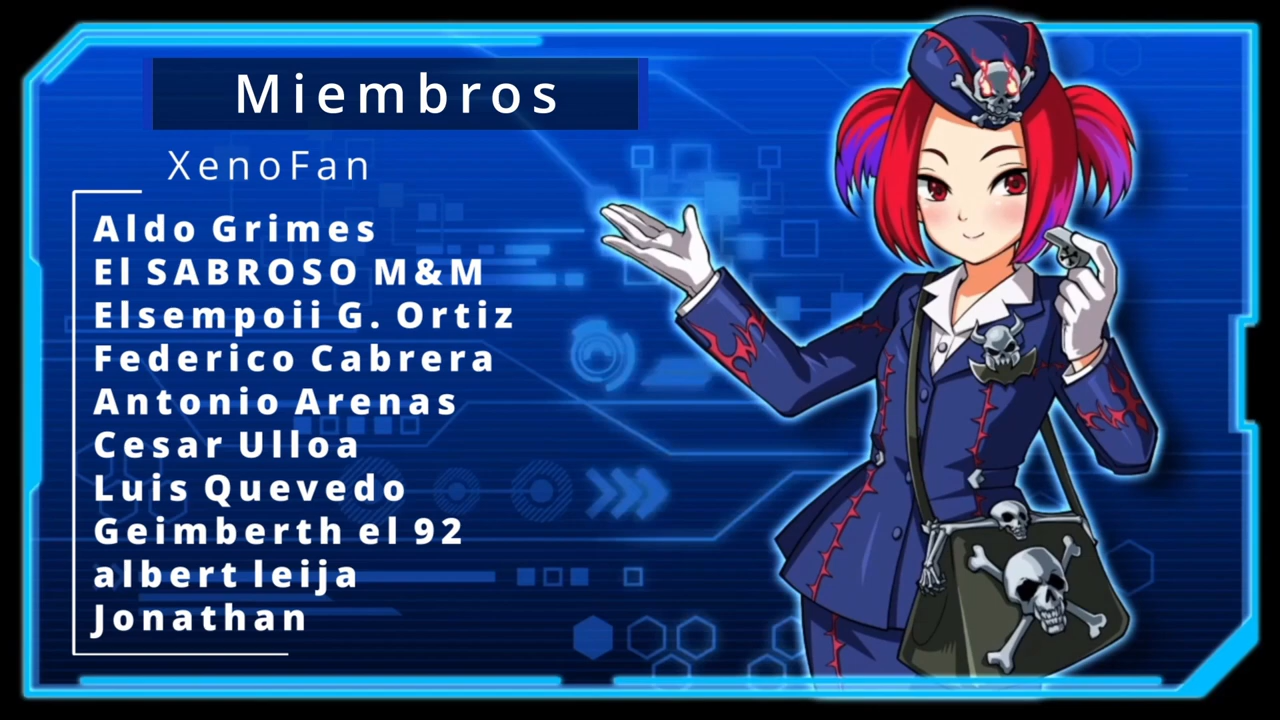 Miembros
XenoFan
Aldo Grimes
El SABROSO M&M
Elsempoii G. Ortiz
Federico Cabrera
Antonio Arenas
Cesar Ulloa
Luis Quevedo
Geimberth el 92
albert leija
Jonathan